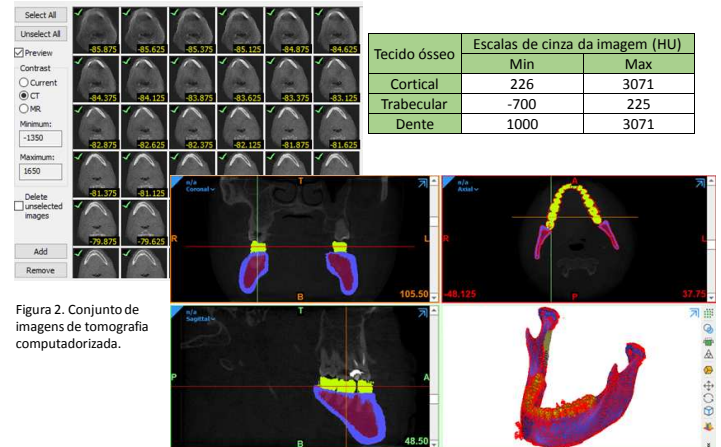 Select All
Unselect All
Preview
Contrast
Current
CT
MR
Minimum:
-1350
Maximum:
1650
Delete
unselected
images
Add
Remove
-85.875 -85.625 -85.375 -85.125 -84.875 -84.625
-84.375 -84.125 -83.875 -83.625 -83.375 -83.125
-82.875 -82.625 -82.375 -82.125 -81.875 -81.625
-81.375 -81.125
-79.875 -79.625
Tecido ósseo Escalas de cinza da imagem (HU)
Min Max
Cortical 226 3071
Trabecular -700 225
Dente 1000 3071
n/a
Coronal
T
R
L
B
105.50
n/a
Axial
A
R
L
P
-48.125
37.75
n/a
Sagittal
T
P
A
B
48.50
Figura 2. Conjunto de
imagens de tomografia
computadorizada.